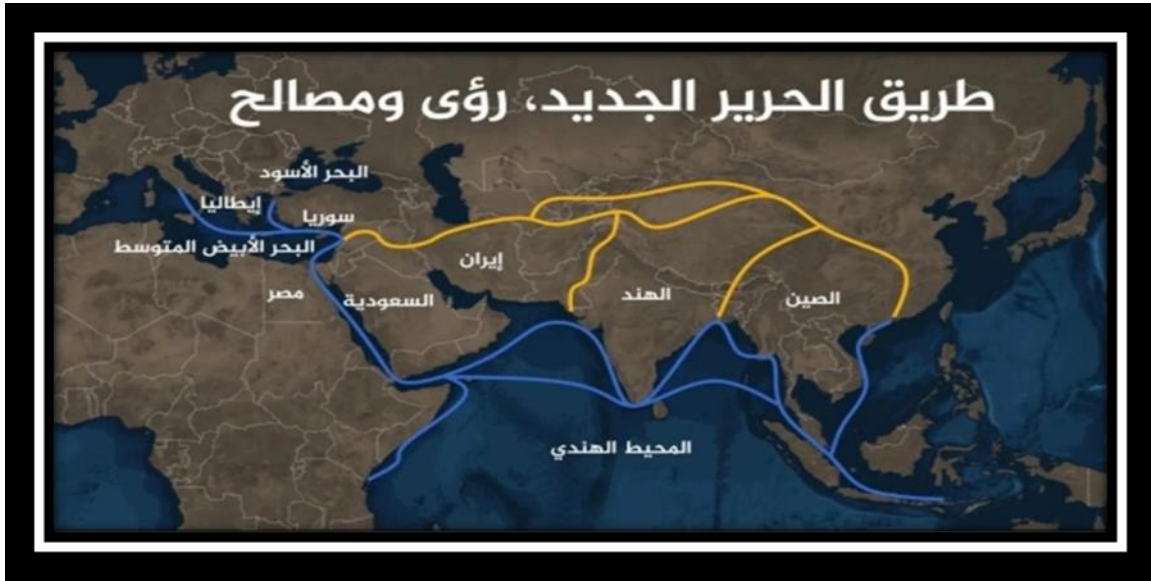 طريق الحرير الجديد، رؤى ومصالح
البحر الأسود
إيطاليا
سوريا
البحر الأبيض المتوسط
إيران
مصر
السعودية
الهند
الصين
المحيط الهندي